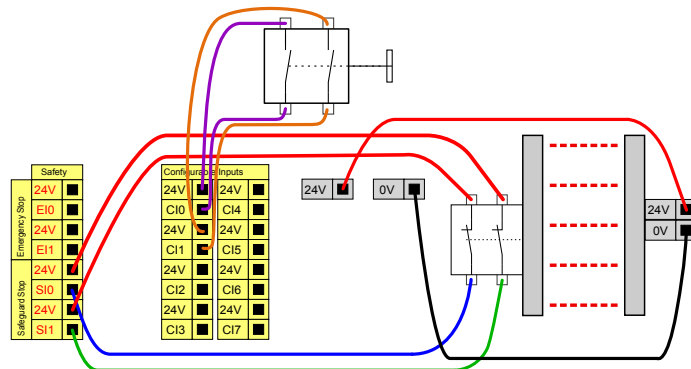 Safety
Emergency Stop
24V
EI0
24V
EI1
Safeguard Stop
24V
SI0
24V
SI1
Configurable Inputs
24V 24V
CI0 CI4
24V 24V
CI1 CI5
24V 24V
CI2 CI6
24V 24V
CI3 CI7
24V 0V
24V
0V